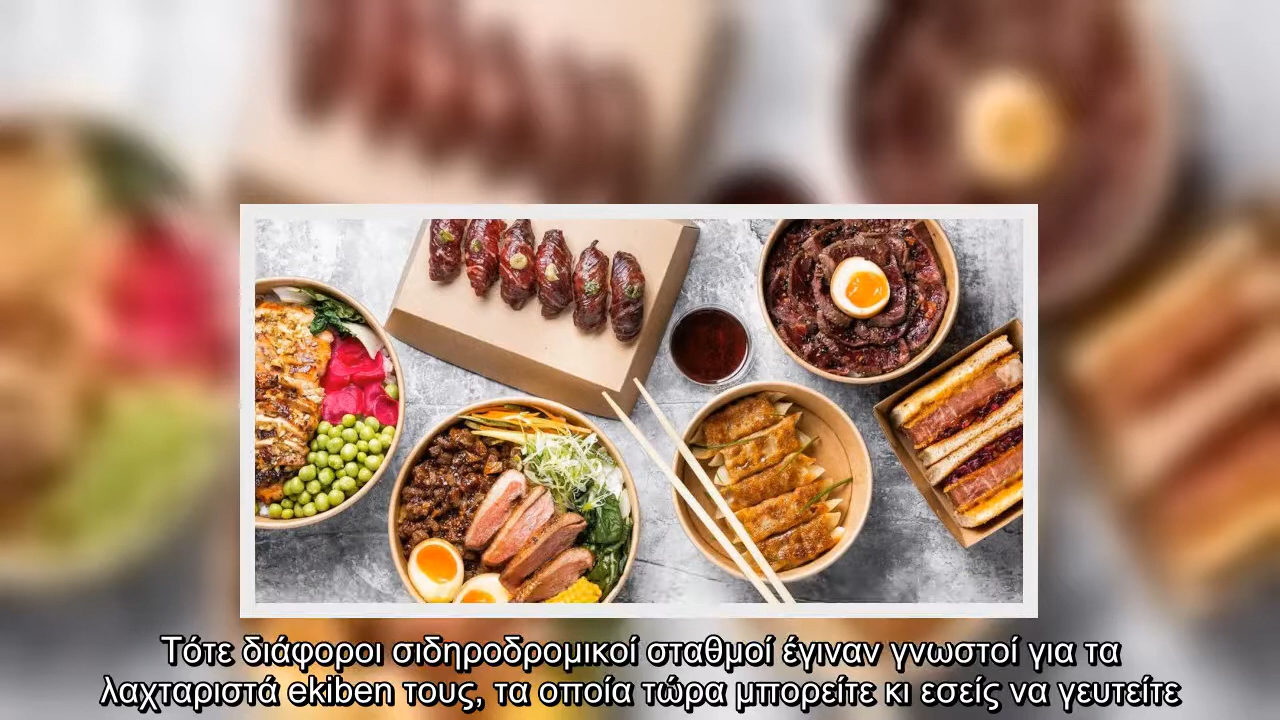 Τότε διάφοροι σιδηροδρομικοί σταθμοί έγιναν γνωστοί για τα
λαχταριστά ekiben τους, τα οποία τώρα μπορείτε κι εσείς να γευτείτε